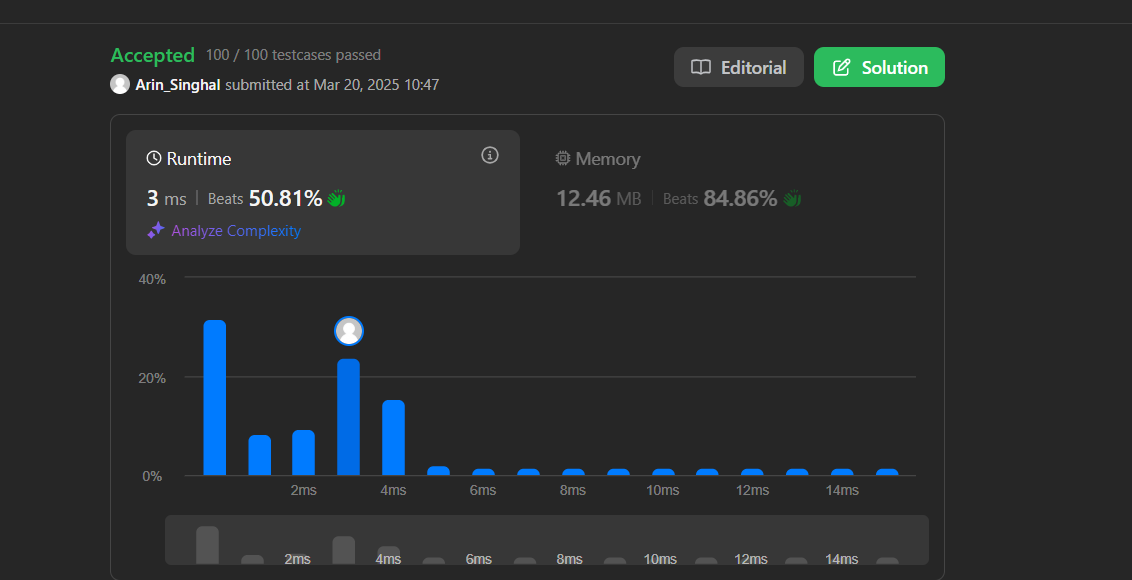 Accepted 100 / 100 testcases passed
Arin_Singhal submitted at Mar 20, 2025 10:47
Editorial
Solution
Runtime
3 ms | Beats 50.81%
Analyze Complexity
Memory
12.46 MB | Beats 84.86%
40%
20%
0%
2ms 4ms 6ms 8ms 10ms 12ms 14ms
2ms 4ms 6ms 8ms 10ms 12ms 14ms